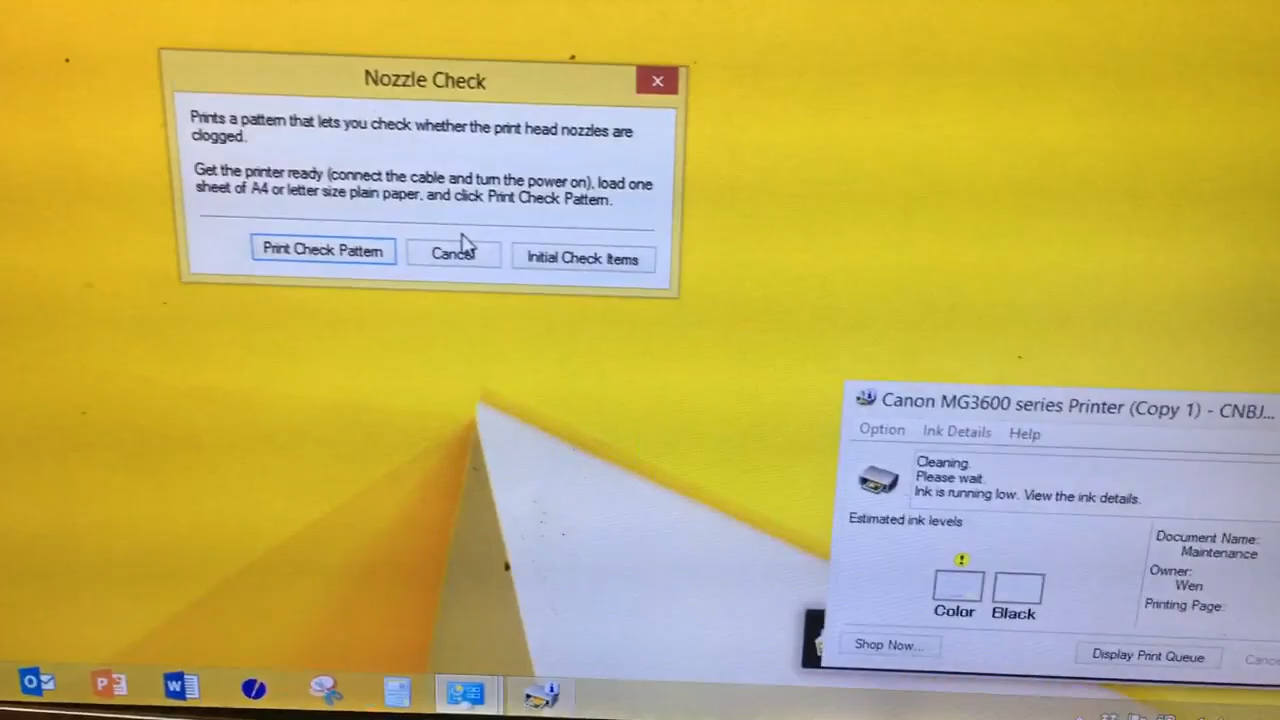 Nozzle Check
Prints a pattern that lets you check whether the print head nozzles are
clogged.
Get the printer ready (connect the cable and turn the power on), load one
sheet of A4 or letter size plain paper, and click Print Check Pattern.
Print Check Pattern
Cancel
Initial Check Items
Canon MG3600 series Printer (Copy 1) - CNBJ...
Option Ink Details Help
Cleaning.
Please wait.
Ink is running low. View the ink details.
Estimated ink levels
Document Name:
Maintenance
Owner:
Wen
Printing Page:
Color Black
Shop Now...
Display Print Queue
Canc